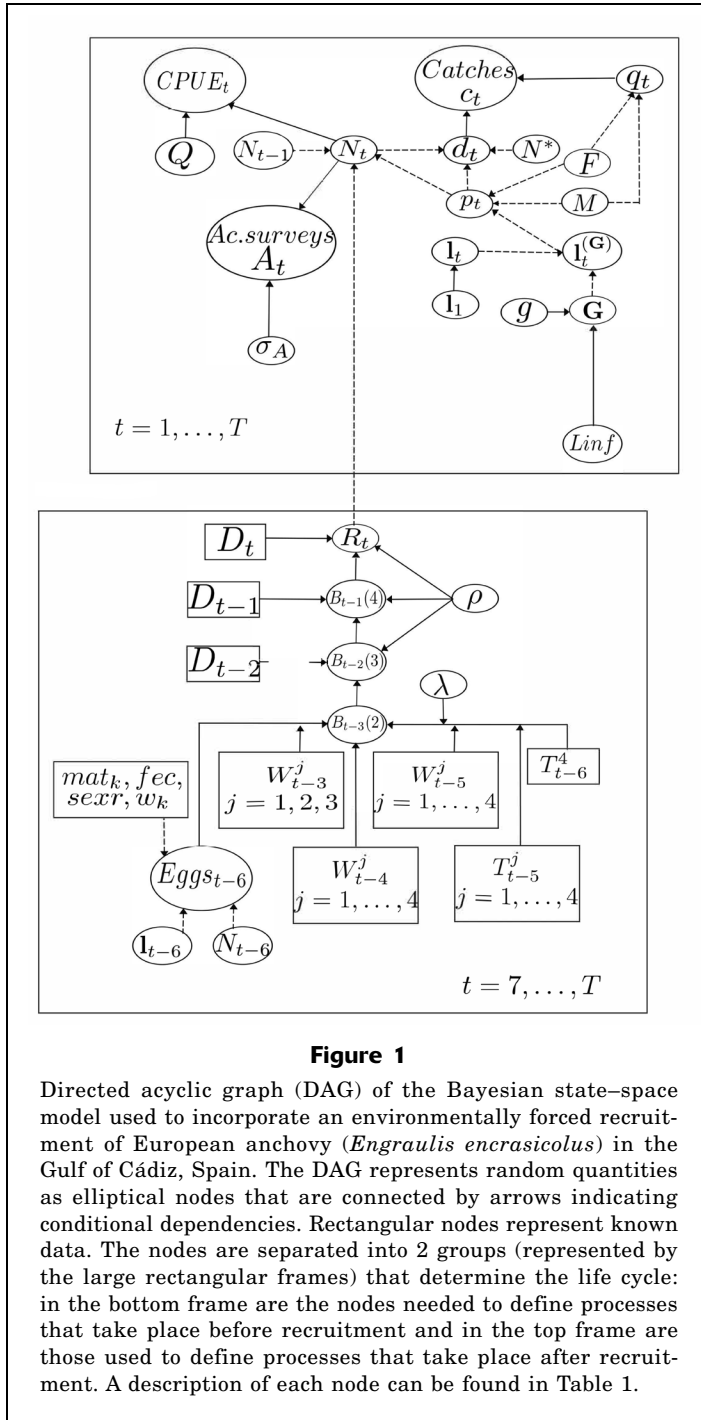 CPUE_t
Catches
c_t
q_t
Q
N_{t-1}
N_t
d_t
N*
F
p_t
M
Ac.surveys
A_t
l_t
l_t^{(G)}
l_1
g
G
σ_A
t = 1, . . . , T
Linf
D_t
R_t
D_{t-1}
B_{t-1}(4)
ρ
D_{t-2}
B_{t-2}(3)
λ
B_{t-3}(2)
mat_k, fec,
sexr, w_k
W^j_{t-3}
j = 1, 2, 3
W^j_{t-5}
j = 1, . . . , 4
T^4_{t-6}
Eggs_{t-6}
W^j_{t-4}
j = 1, . . . , 4
T^j_{t-5}
j = 1, . . . , 4
l_{t-6}
N_{t-6}
t = 7, . . . , T
Figure 1
Directed acyclic graph (DAG) of the Bayesian state–space
model used to incorporate an environmentally forced recruit-
ment of European anchovy (Engraulis encrasicolus) in the
Gulf of Cádiz, Spain. The DAG represents random quantities
as elliptical nodes that are connected by arrows indicating
conditional dependencies. Rectangular nodes represent known
data. The nodes are separated into 2 groups (represented by
the large rectangular frames) that determine the life cycle:
in the bottom frame are the nodes needed to define processes
that take place before recruitment and in the top frame are
those used to define processes that take place after recruit-
ment. A description of each node can be found in Table 1.